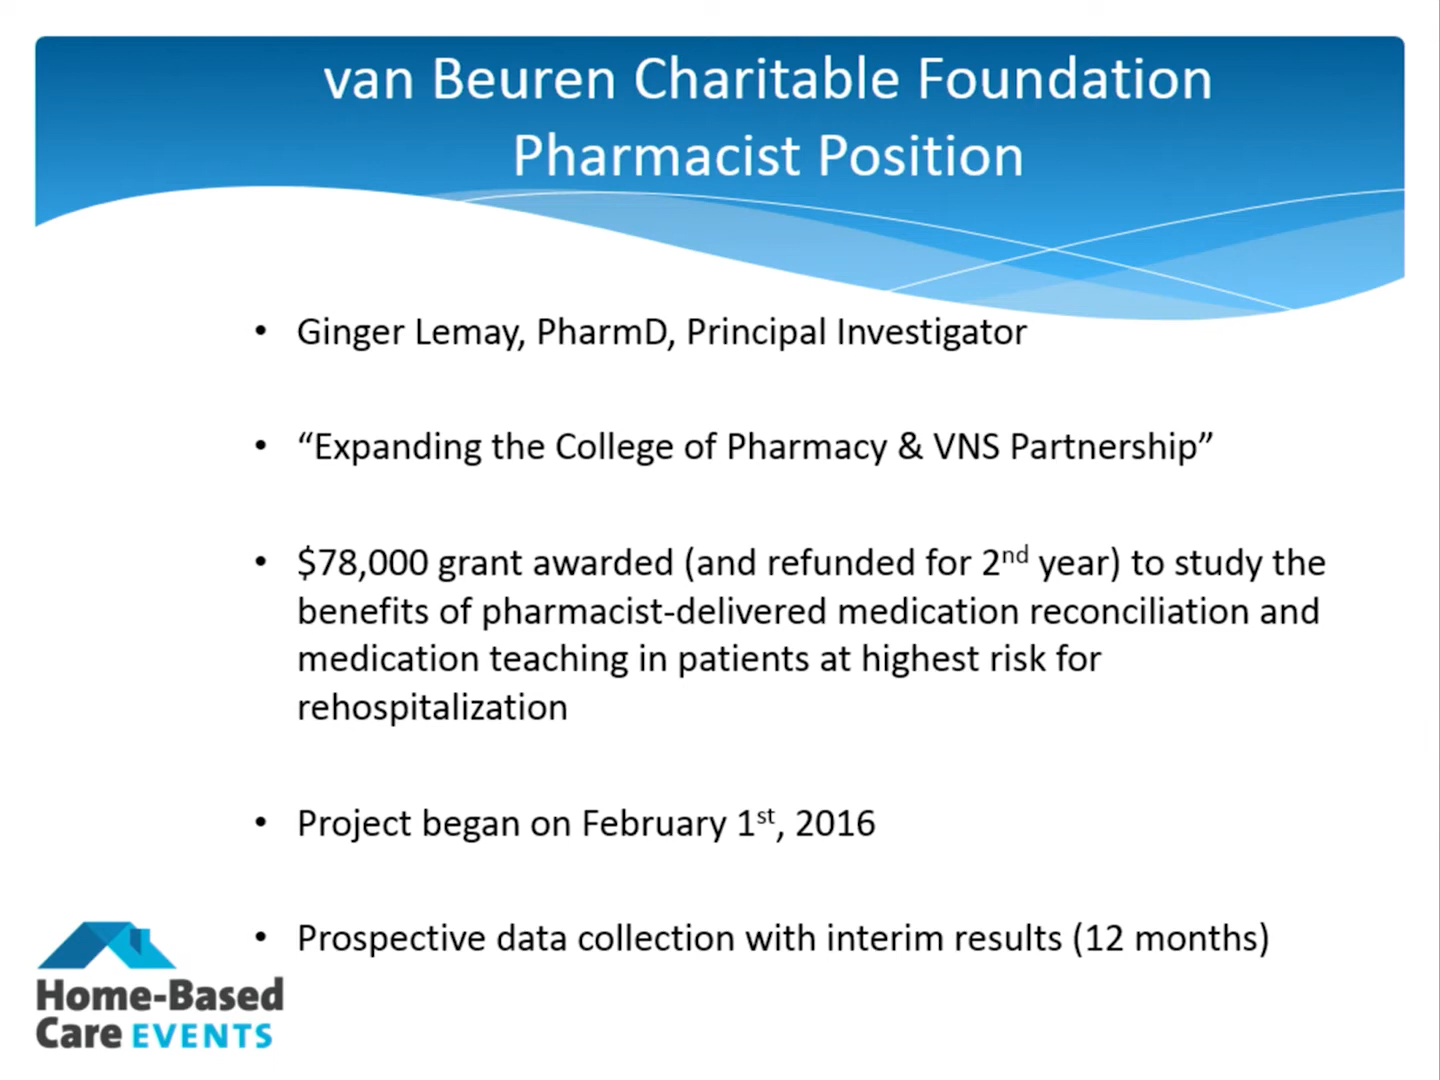 van Beuren Charitable Foundation
Pharmacist Position
• Ginger Lemay, PharmD, Principal Investigator
• “Expanding the College of Pharmacy & VNS Partnership”
• $78,000 grant awarded (and refunded for 2nd year) to study the
benefits of pharmacist-delivered medication reconciliation and
medication teaching in patients at highest risk for
rehospitalization
• Project began on February 1st, 2016
• Prospective data collection with interim results (12 months)
Home-Based
Care EVENTS